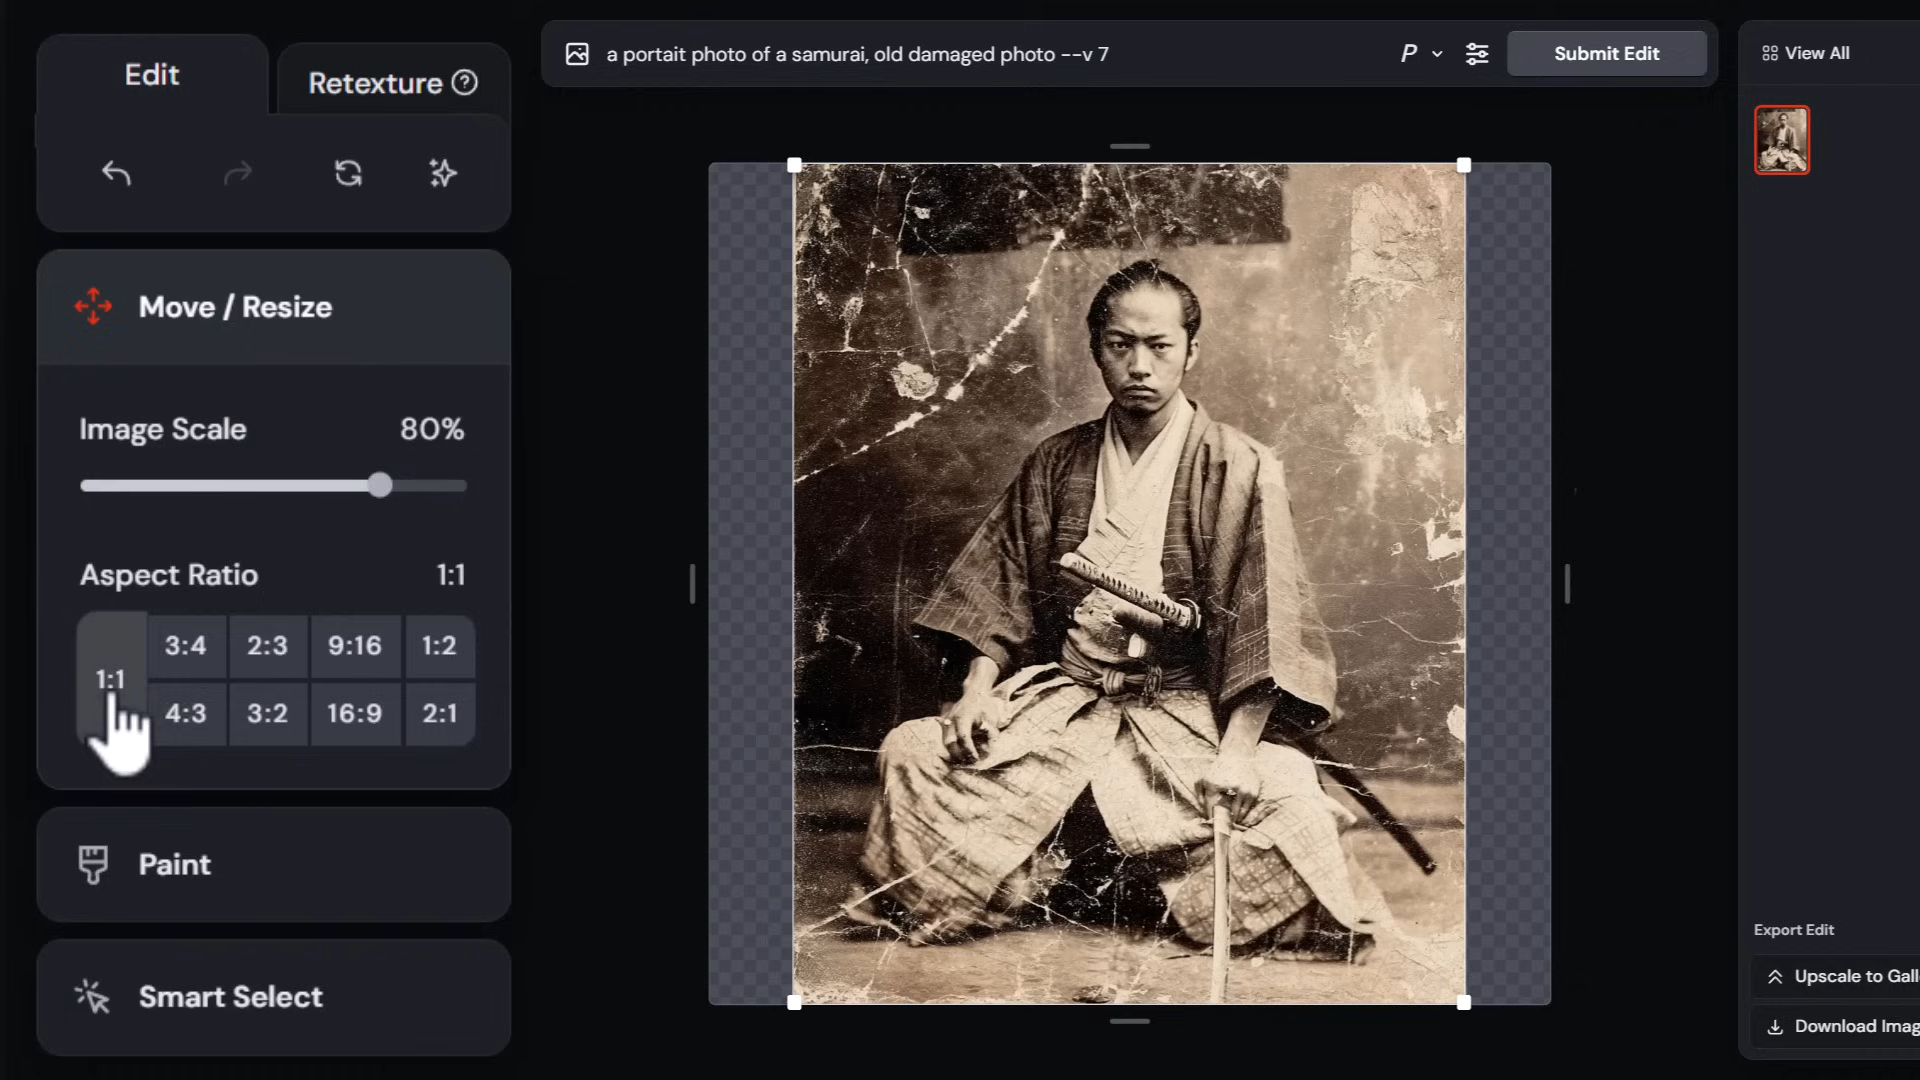 Edit
Retexture
a portait photo of a samurai, old damaged photo --v 7
P
Submit Edit
View All
Move / Resize
Image Scale 80%
Aspect Ratio 1:1
1:1
3:4 2:3 9:16 1:2
4:3 3:2 16:9 2:1
Paint
Smart Select
Export Edit
Upscale to Gall
Download Imag